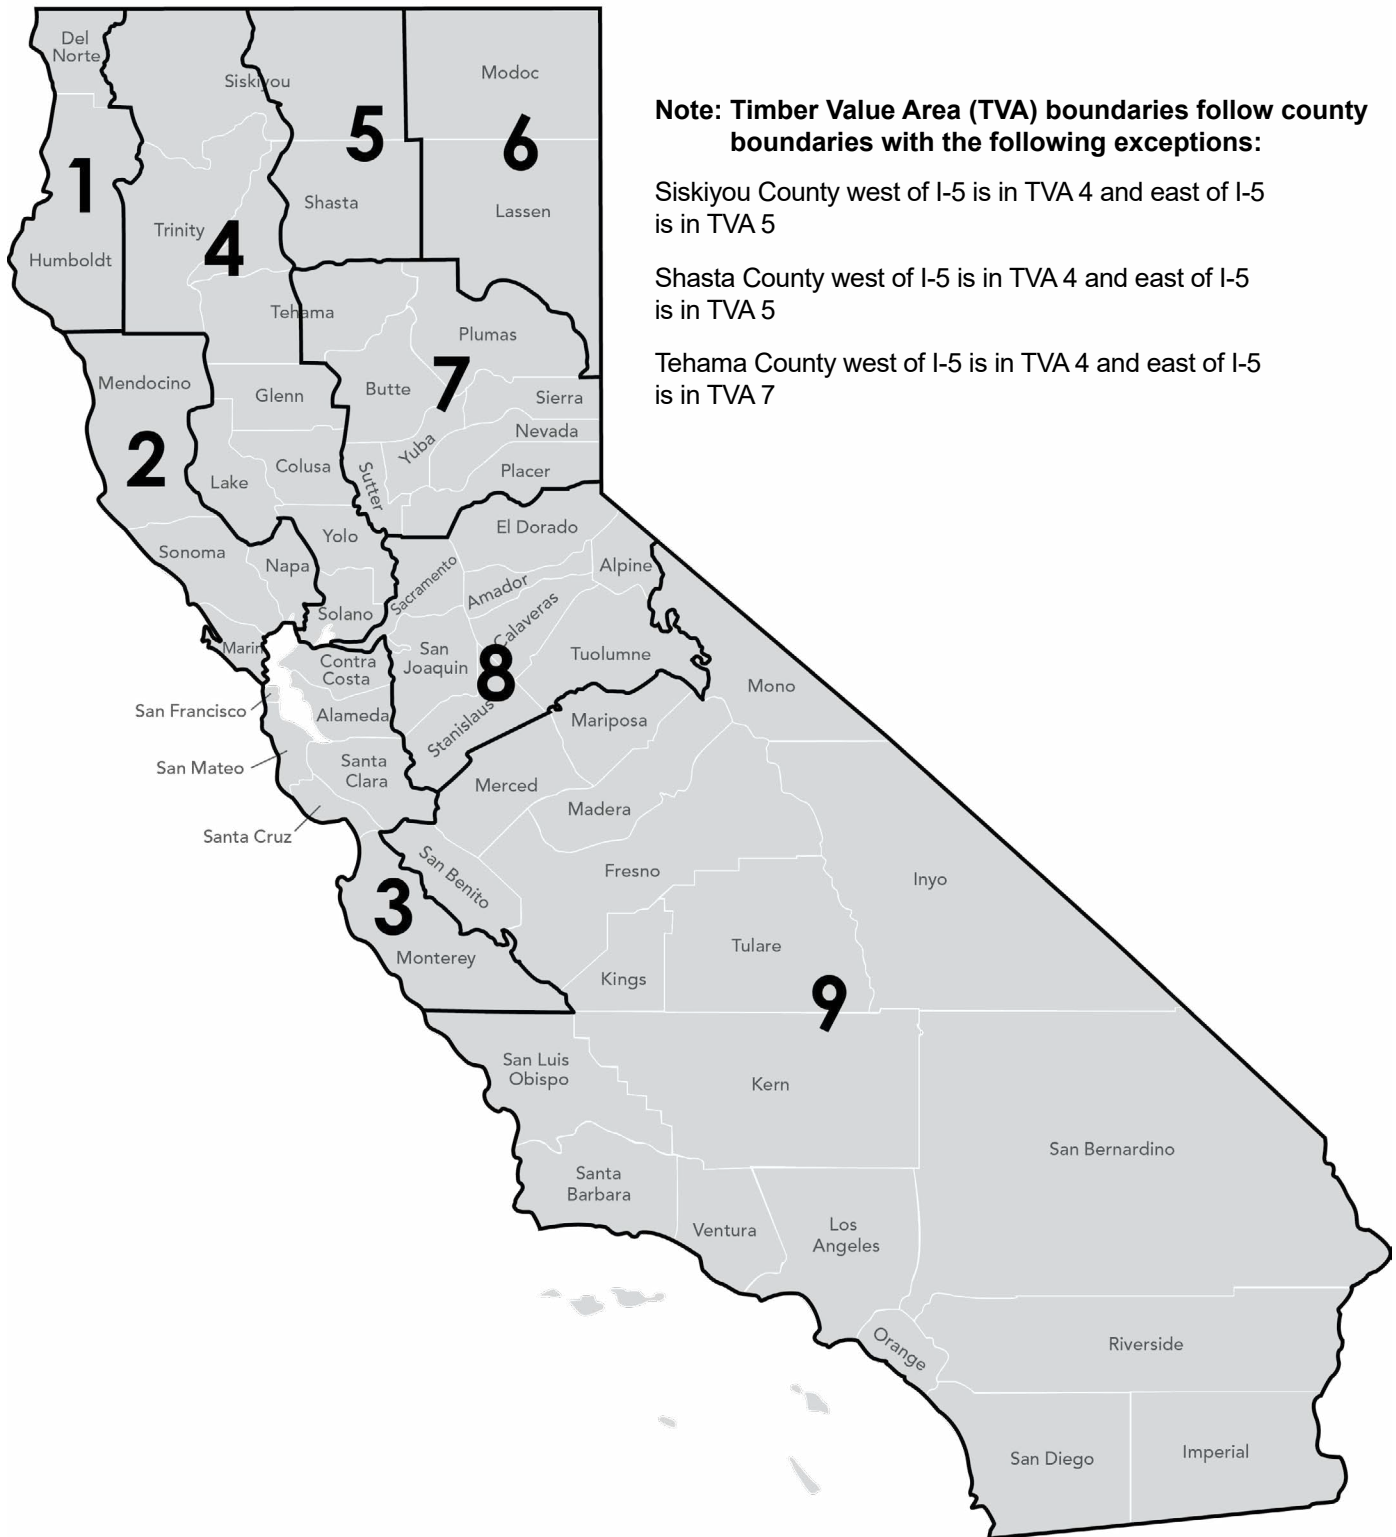 Del
Norte
Siskiyou
Modoc
5
6
Note: Timber Value Area (TVA) boundaries follow county
boundaries with the following exceptions:
Siskiyou County west of I-5 is in TVA 4 and east of I-5
is in TVA 5
Shasta County west of I-5 is in TVA 4 and east of I-5
is in TVA 5
Tehama County west of I-5 is in TVA 4 and east of I-5
is in TVA 7
1
Shasta
Lassen
Trinity
4
Humboldt
Tehama
Plumas
Mendocino
Glenn
Butte
7
Sierra
Nevada
Yuba
2
Colusa
Lake
Sutter
Placer
El Dorado
Yolo
Sonoma
Napa
Sacramento
Alpine
Amador
Solano
Calaveras
Marin
Contra
Costa
San
Joaquin
8
Tuolumne
Mono
San Francisco
Alameda
Stanislaus
Mariposa
San Mateo
Santa
Clara
Merced
Madera
Santa Cruz
San Benito
Fresno
Inyo
3
Monterey
Tulare
Kings
9
San Luis
Obispo
Kern
San Bernardino
Santa
Barbara
Ventura
Los
Angeles
Orange
Riverside
San Diego
Imperial